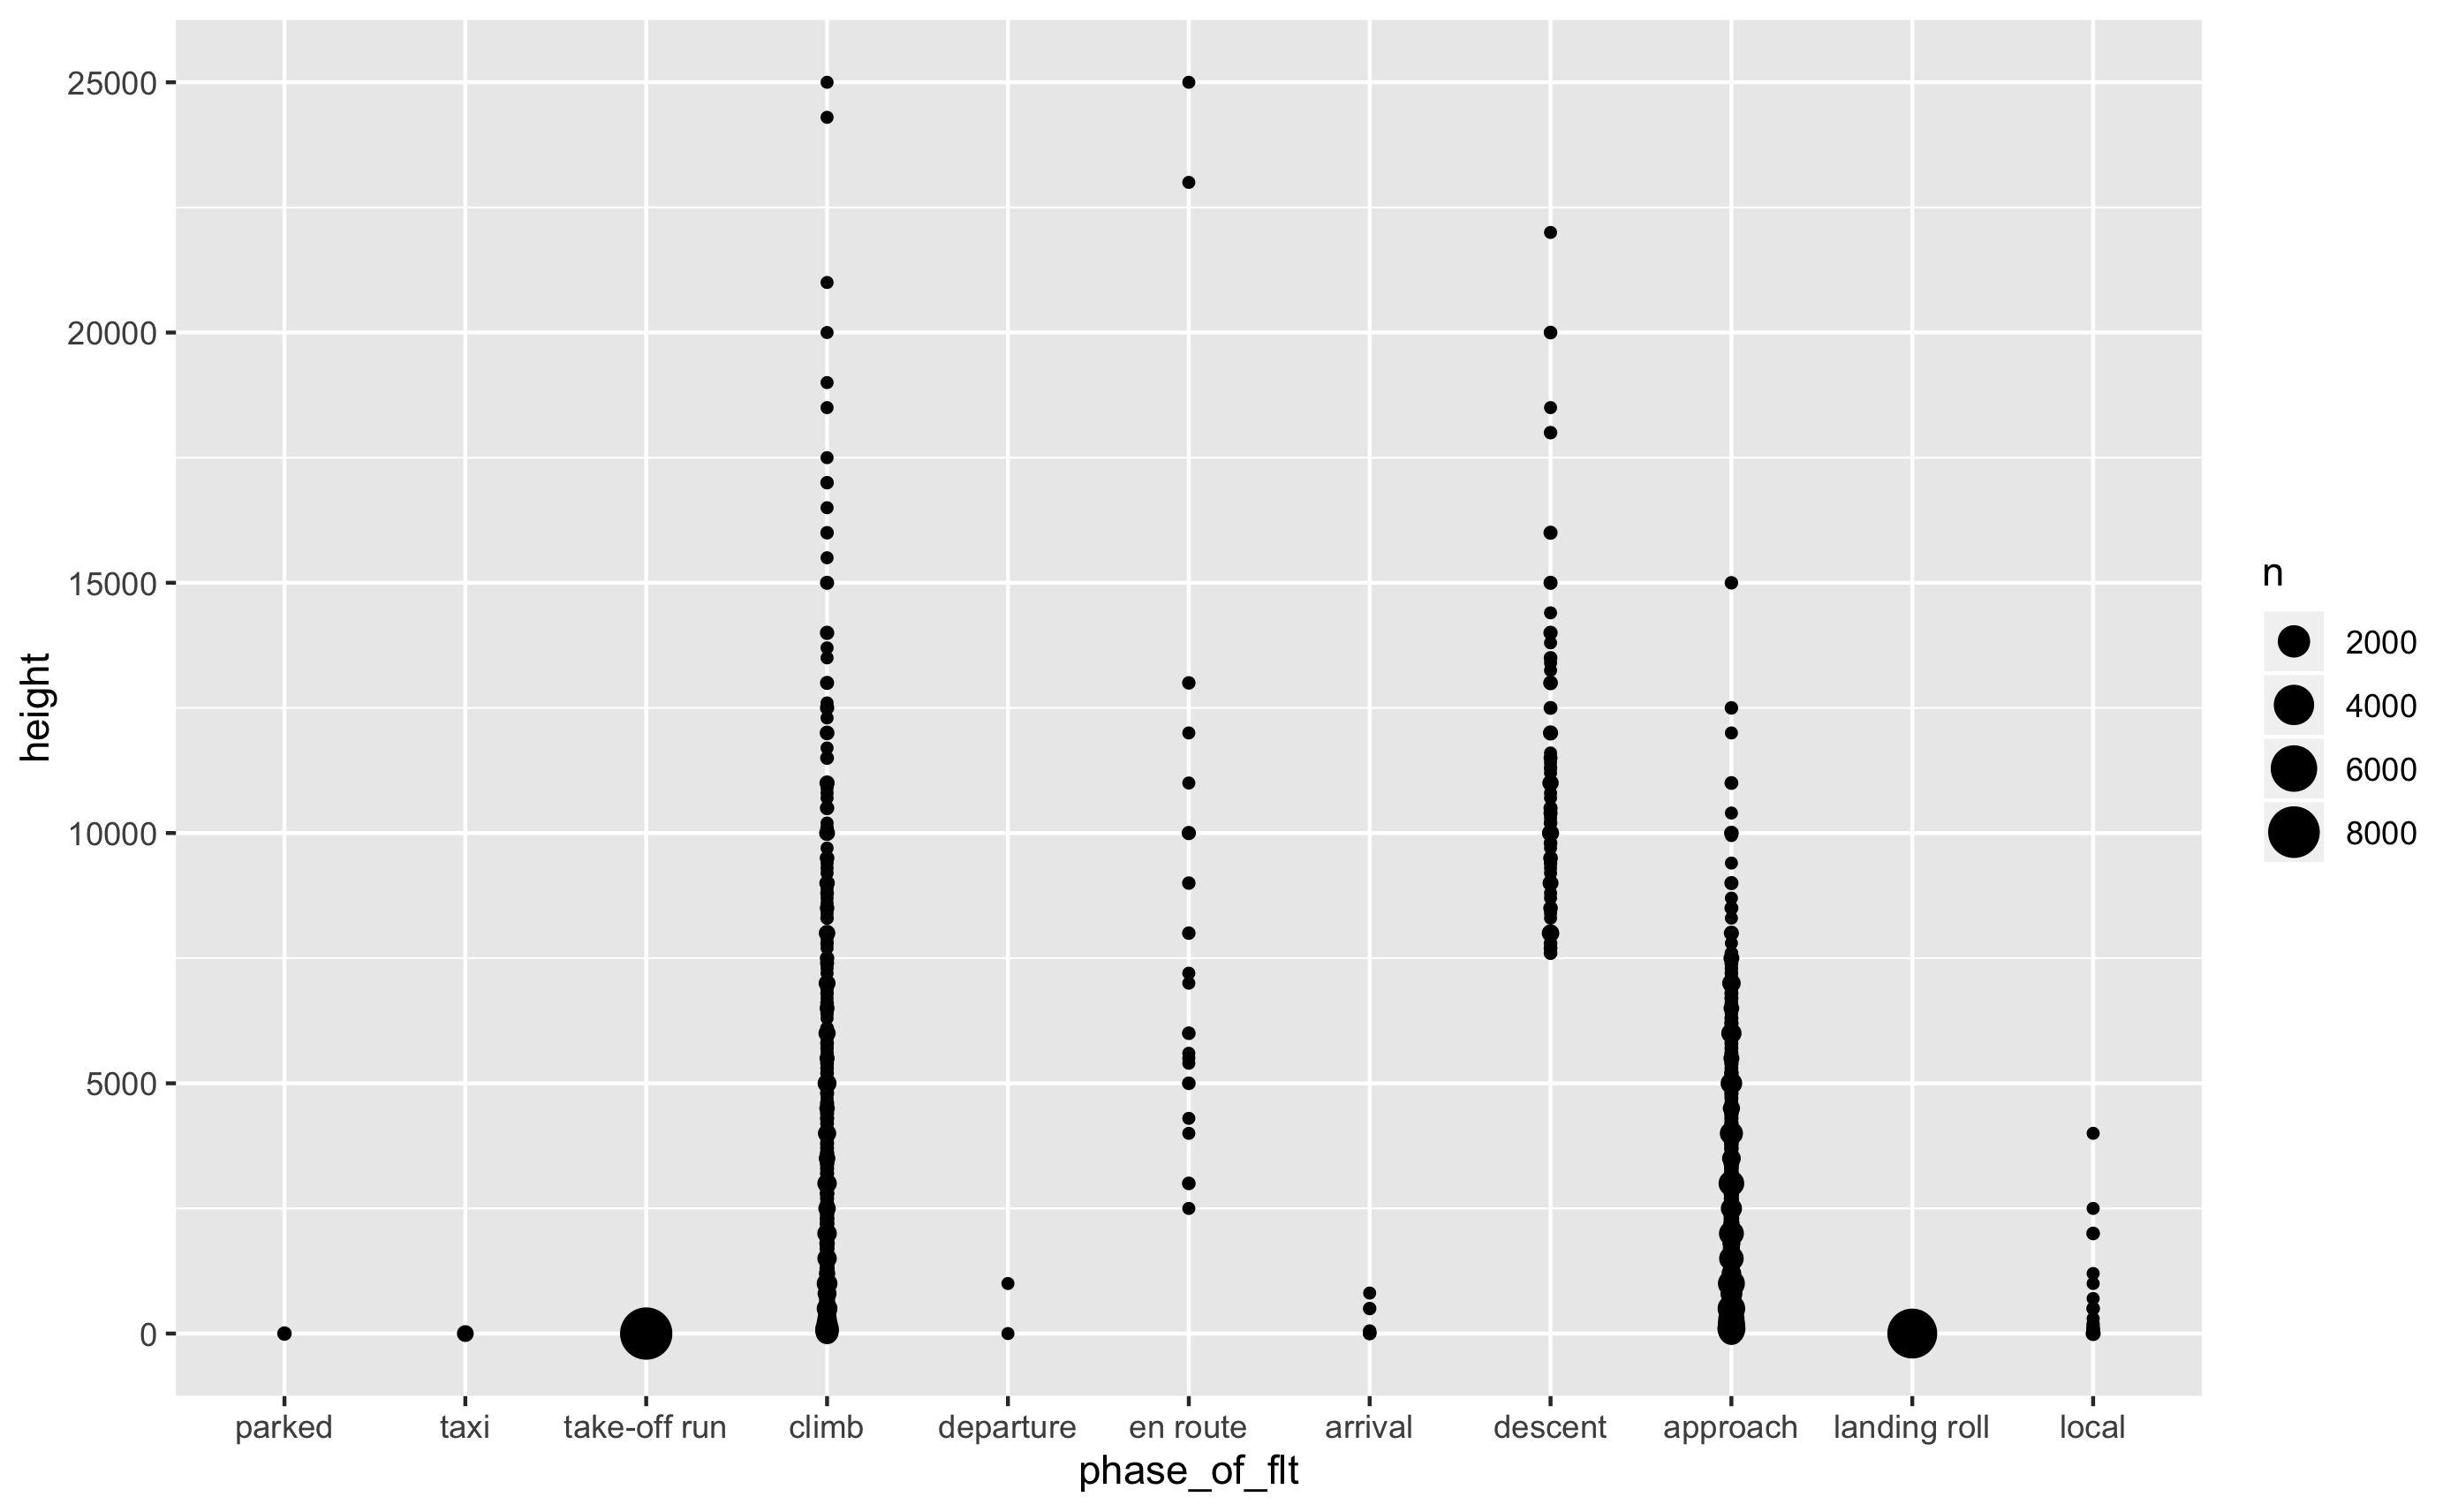 25000
20000
15000
10000
5000
0
height
parked taxi take-off run climb departure en route arrival descent approach landing roll local
phase_of_flt
n
2000
4000
6000
8000